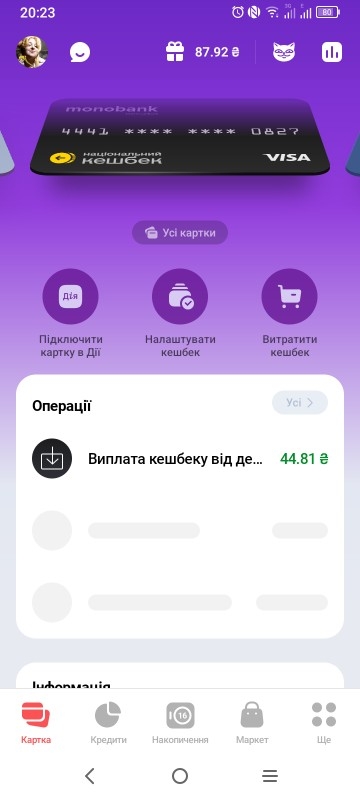 20:23
80
87.92 ₴
monobank
4441 **** **** 0827
національний
кешбек
VISA
Усі картки
Дія
Підключити
картку в Дії
Налаштувати
кешбек
Витратити
кешбек
Операції
Усі
Виплата кешбеку від де...
44.81 ₴
Інформація
16
Картка
Кредити
Накопичення
Маркет
Ще